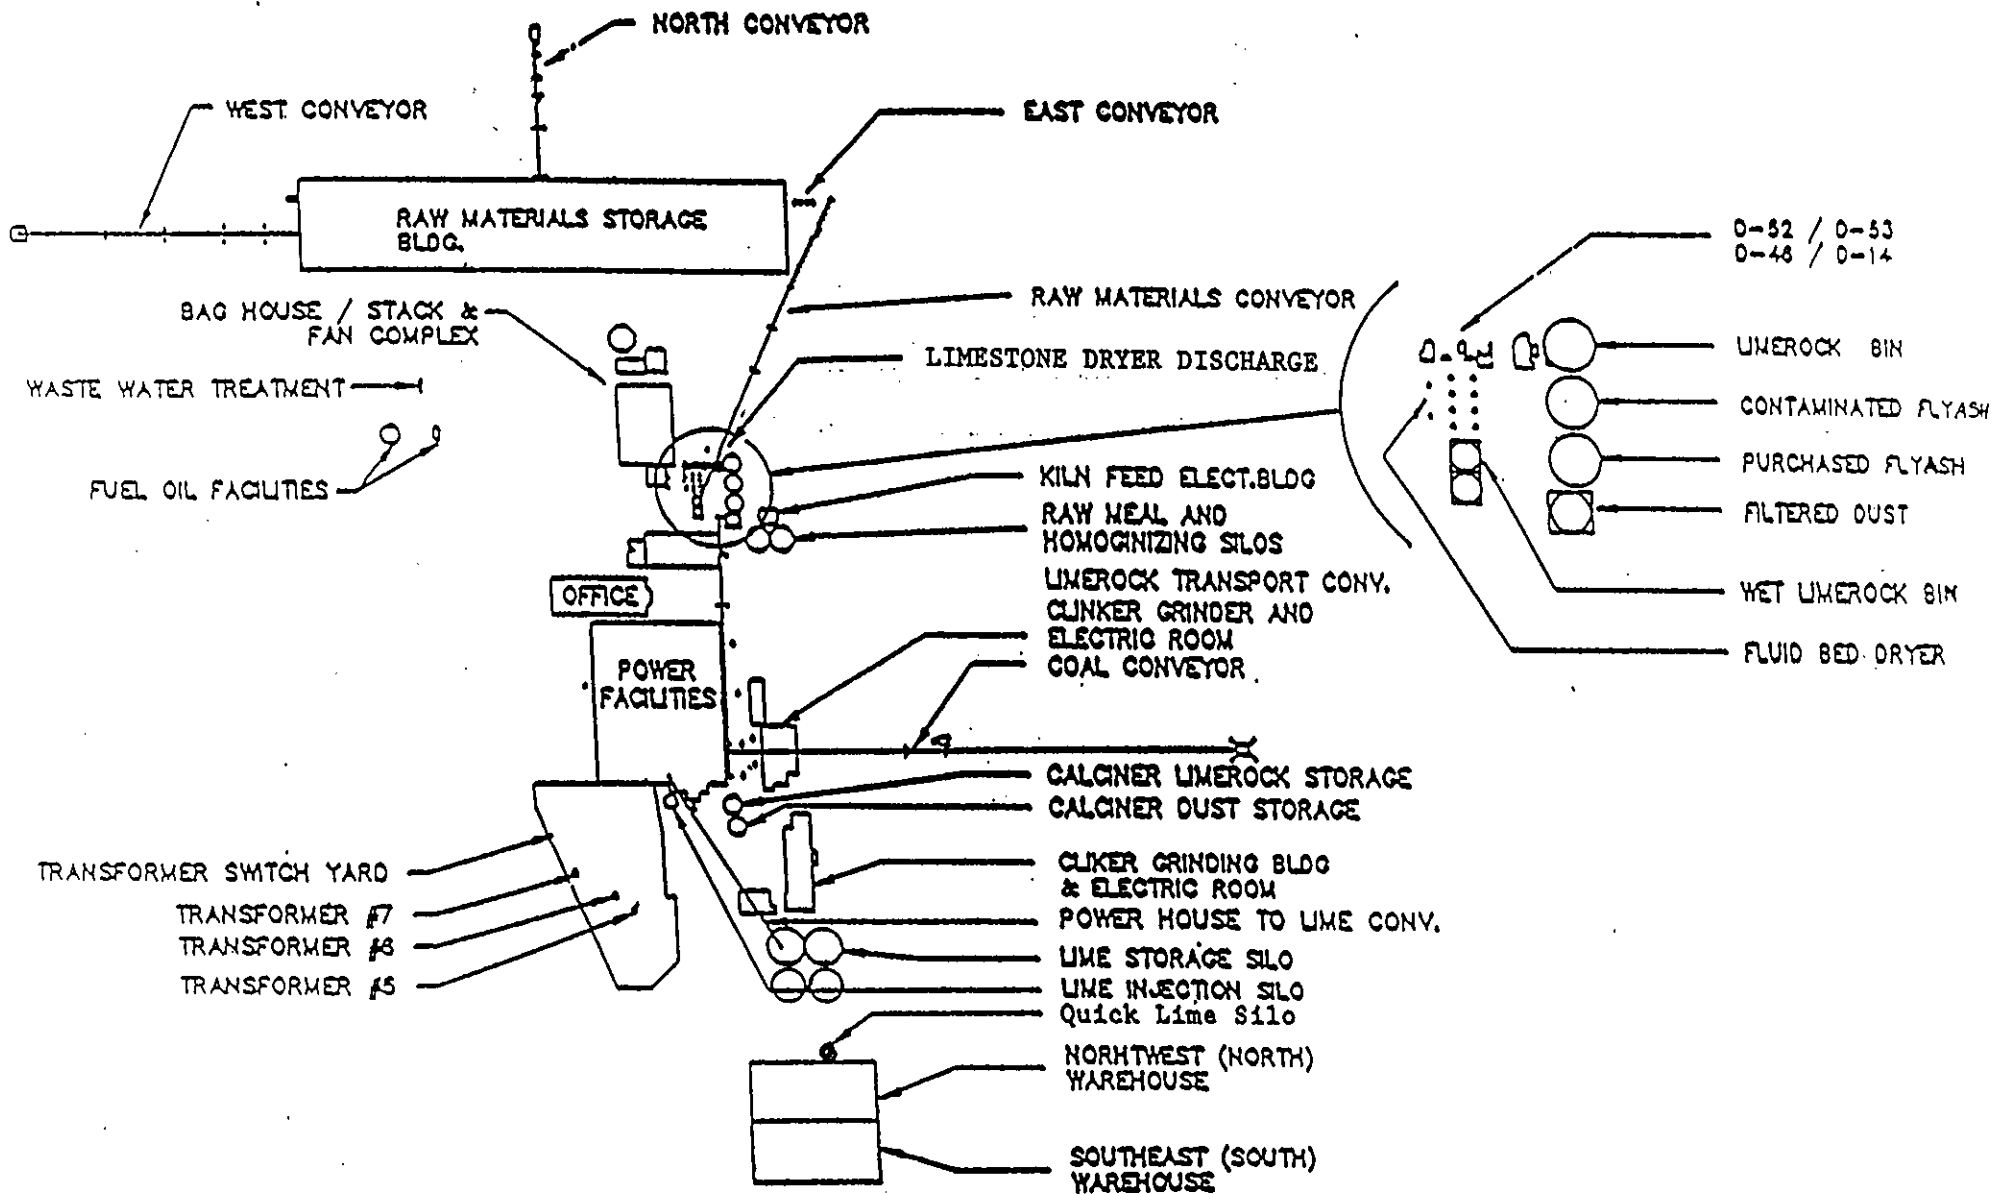 NORTH CONVEYOR
WEST CONVEYOR
EAST CONVEYOR
RAW MATERIALS STORAGE
BLDG.
D-52 / D-53
D-46 / D-14
BAG HOUSE / STACK &
FAN COMPLEX
RAW MATERIALS CONVEYOR
LIMEROCK BIN
LIMESTONE DRYER DISCHARGE
WASTE WATER TREATMENT
CONTAMINATED FLYASH
PURCHASED FLYASH
FUEL OIL FACILITIES
KILN FEED ELECT.BLDG
RAW MEAL AND
HOMOGINIZING SILOS
FILTERED DUST
LIMEROCK TRANSPORT CONV.
CLINKER GRINDER AND
ELECTRIC ROOM
COAL CONVEYOR
WET LIMEROCK BIN
FLUID BED DRYER
OFFICE
POWER
FACILITIES
CALCINER LIMEROCK STORAGE
CALCINER DUST STORAGE
TRANSFORMER SWITCH YARD
TRANSFORMER #7
TRANSFORMER #6
TRANSFORMER #5
CLIKER GRINDING BLDG
& ELECTRIC ROOM
POWER HOUSE TO LIME CONV.
LIME STORAGE SILO
LIME INJECTION SILO
Quick Lime Silo
NORHTWEST (NORTH)
WAREHOUSE
SOUTHEAST (SOUTH)
WAREHOUSE